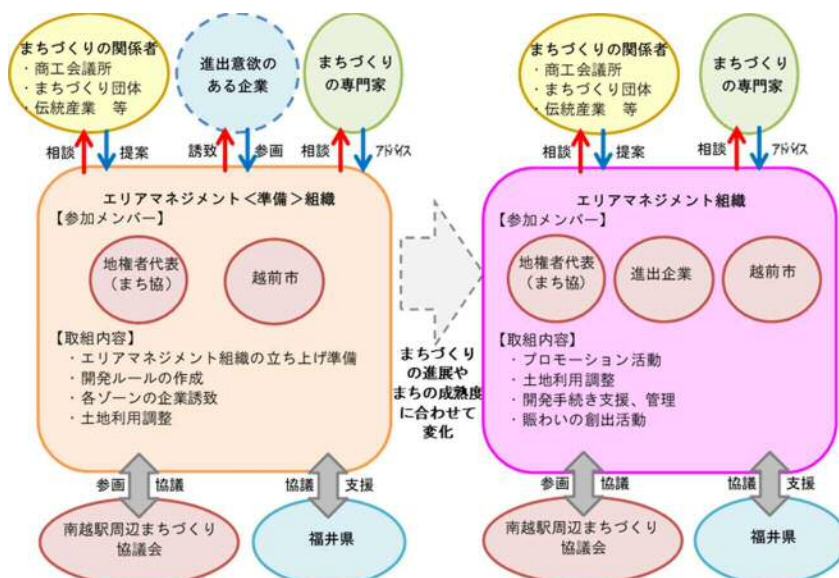 まちづくりの関係者
・商工会議所
・まちづくり団体
・伝統産業 等
進出意欲の
ある企業
まちづくり
の専門家
相談
提案
誘致
参画
相談
アドバイス
エリアマネジメント<準備>組織
【参加メンバー】
地権者代表
(まち協)
越前市
【取組内容】
・エリアマネジメント組織の立ち上げ準備
・開発ルールの作成
・各ゾーンの企業誘致
・土地利用調整
参画
協議
協議
支援
南越駅周辺まちづくり
協議会
福井県
まちづくり
の進展や
まちの成熟度
に合わせて
変化
まちづくりの関係者
・商工会議所
・まちづくり団体
・伝統産業 等
まちづくり
の専門家
相談
提案
相談
アドバイス
エリアマネジメント組織
【参加メンバー】
地権者代表
(まち協)
進出企業
越前市
【取組内容】
・プロモーション活動
・土地利用調整
・開発手続き支援、管理
・賑わいの創出活動
参画
協議
協議
支援
南越駅周辺まちづくり
協議会
福井県